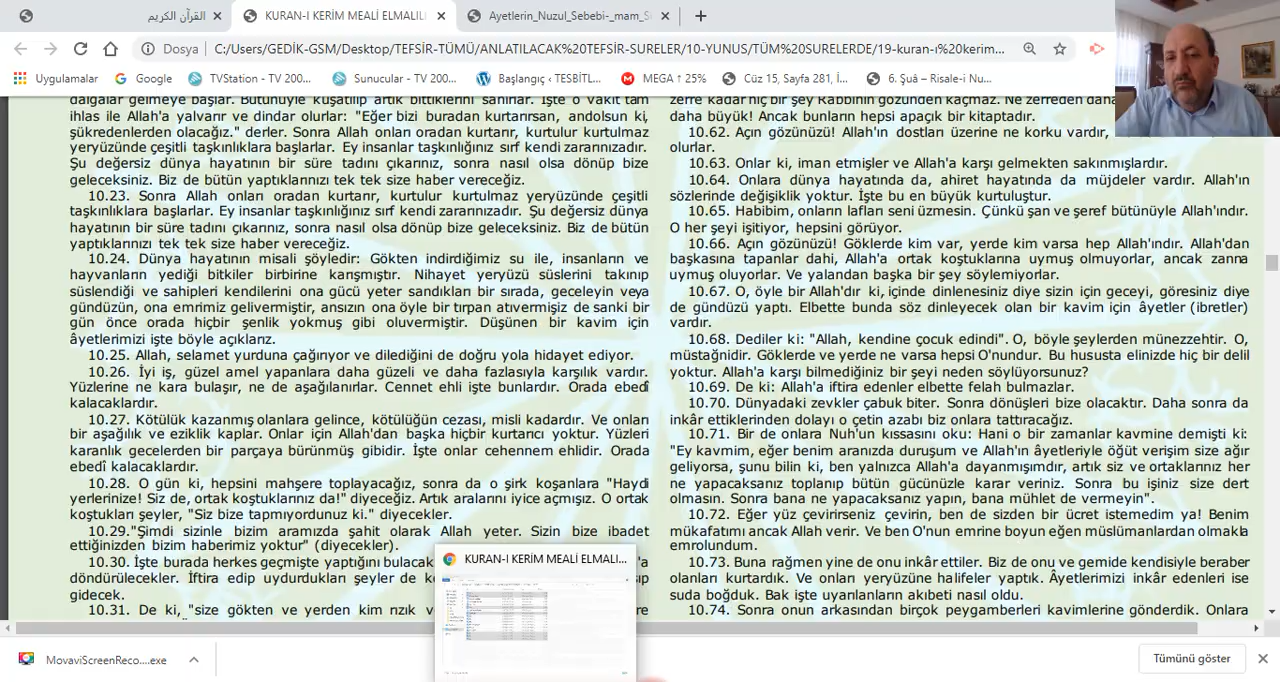 القرآن الكريم
KURAN-I KERİM MEALİ ELMALILI
Ayetlerin_Nuzul_Sebebi-_mam_S
Dosya
C:/Users/GEDİK-GSM/Desktop/TEFSİR-TÜMÜ/ANLATILACAK%20TEFSİR-SURELER/10-YUNUS/TÜM%20SURELERDE/19-kuran-ı%20kerim...
Uygulamalar
Google
TVStation - TV 200...
Sunucular - TV 200...
Başlangıç ‹ TESBİTL...
MEGA ↑ 25%
Cüz 15, Sayfa 281, İ...
6. Şuâ – Risale-i Nu...
dalgalar gelmeye başlar. Bütünüyle kuşatılıp artık bittiklerini sanırlar. İşte o vakit tam
ihlas ile Allah'a yalvarır ve dindar olurlar: "Eğer bizi buradan kurtarırsan, andolsun ki,
şükredenlerden olacağız." derler. Sonra Allah onları oradan kurtarır, kurtulur kurtulmaz
yeryüzünde çeşitli taşkınlıklara başlarlar. Ey insanlar taşkınlığınız sırf kendi zararınızadır.
Şu değersiz dünya hayatının bir süre tadını çıkarınız, sonra nasıl olsa dönüp bize
geleceksiniz. Biz de bütün yaptıklarınızı tek tek size haber vereceğiz.
10.23. Sonra Allah onları oradan kurtarır, kurtulur kurtulmaz yeryüzünde çeşitli
taşkınlıklara başlarlar. Ey insanlar taşkınlığınız sırf kendi zararınızadır. Şu değersiz dünya
hayatının bir süre tadını çıkarınız, sonra nasıl olsa dönüp bize geleceksiniz. Biz de bütün
yaptıklarınızı tek tek size haber vereceğiz.
10.24. Dünya hayatının misali şöyledir: Gökten indirdiğimiz su ile, insanların ve
hayvanların yediği bitkiler birbirine karışmıştır. Nihayet yeryüzü süslerini takınıp
süslendiği ve sahipleri kendilerini ona gücü yeter sandıkları bir sırada, geceleyin veya
gündüzün, ona emrimiz gelivermiştir, ansızın ona öyle bir tırpan atıvermişiz de sanki bir
gün önce orada hiçbir şenlik yokmuş gibi oluvermiştir. Düşünen bir kavim için
âyetlerimizi işte böyle açıklarız.
10.25. Allah, selamet yurduna çağırıyor ve dilediğini de doğru yola hidayet ediyor.
10.26. İyi iş, güzel amel yapanlara daha güzeli ve daha fazlasıyla karşılık vardır.
Yüzlerine ne kara bulaşır, ne de aşağılanırlar. Cennet ehli işte bunlardır. Orada ebedî
kalacaklardır.
10.27. Kötülük kazanmış olanlara gelince, kötülüğün cezası, misli kadardır. Ve onları
bir aşağılık ve eziklik kaplar. Onlar için Allah'dan başka hiçbir kurtarıcı yoktur. Yüzleri
karanlık gecelerden bir parçaya bürünmüş gibidir. İşte onlar cehennem ehlidir. Orada
ebedî kalacaklardır.
10.28. O gün ki, hepsini mahşere toplayacağız, sonra da o şirk koşanlara "Haydi
yerlerinize! Siz de, ortak koştuklarınız da!" diyeceğiz. Artık aralarını iyice açmışız. O ortak
koştukları şeyler, "Siz bize tapmıyordunuz ki." diyecekler.
10.29."Şimdi sizinle bizim aramızda şahit olarak Allah yeter. Sizin bize ibadet
ettiğinizden bizim haberimiz yoktur" (diyecekler).
10.30. İşte burada herkes geçmişte yaptığını bulacak
döndürülecekler. İftira edip uydurdukları şeyler de
gidecek.
10.31. De ki, "size gökten ve yerden kim rızık
zerre kadar hiç bir şey Rabbinin gözünden kaçmaz. Ne zerreden daha
daha büyük! Ancak bunların hepsi apaçık bir kitaptadır.
10.62. Açın gözünüzü! Allah'ın dostları üzerine ne korku vardır,
olurlar.
10.63. Onlar ki, iman etmişler ve Allah'a karşı gelmekten sakınmışlardır.
10.64. Onlara dünya hayatında da, ahiret hayatında da müjdeler vardır. Allah'ın
sözlerinde değişiklik yoktur. İşte bu en büyük kurtuluştur.
10.65. Habibim, onların lafları seni üzmesin. Çünkü şan ve şeref bütünüyle Allah'ındır.
O her şeyi işitiyor, hepsini görüyor.
10.66. Açın gözünüzü! Göklerde kim var, yerde kim varsa hep Allah'ındır. Allah'dan
başkasına tapanlar dahi, Allah'a ortak koştuklarına uymuş olmuyorlar, ancak zanna
uymuş oluyorlar. Ve yalandan başka bir şey söylemiyorlar.
10.67. O, öyle bir Allah'dır ki, içinde dinlenesiniz diye sizin için geceyi, göresiniz diye
de gündüzü yaptı. Elbette bunda söz dinleyecek olan bir kavim için âyetler (ibretler)
vardır.
10.68. Dediler ki: "Allah, kendine çocuk edindi". O, böyle şeylerden münezzehtir. O,
müstağnidir. Göklerde ve yerde ne varsa hepsi O'nundur. Bu hususta elinizde hiç bir delil
yoktur. Allah'a karşı bilmediğiniz bir şeyi neden söylüyorsunuz?
10.69. De ki: Allah'a iftira edenler elbette felah bulmazlar.
10.70. Dünyadaki zevkler çabuk biter. Sonra dönüşleri bize olacaktır. Daha sonra da
inkâr ettiklerinden dolayı o çetin azabı biz onlara tattıracağız.
10.71. Bir de onlara Nuh'un kıssasını oku: Hani o bir zamanlar kavmine demişti ki:
"Ey kavmim, eğer benim aranızda duruşum ve Allah'ın âyetleriyle öğüt verişim size ağır
geliyorsa, şunu bilin ki, ben yalnızca Allah'a dayanmışımdır, artık siz ve ortaklarınız her
ne yapacaksanız toplanıp bütün gücünüzle karar veriniz. Sonra bu işiniz size dert
olmasın. Sonra bana ne yapacaksanız yapın, bana mühlet de vermeyin".
10.72. Eğer yüz çevirirseniz çevirin, ben de sizden bir ücret istemedim ya! Benim
mükafatımı ancak Allah verir. Ve ben O'nun emrine boyun eğen müslümanlardan olmakla
emrolundum.
10.73. Buna rağmen yine de onu inkâr ettiler. Biz de onu ve gemide kendisiyle beraber
olanları kurtardık. Ve onları yeryüzüne halifeler yaptık. Âyetlerimizi inkâr edenleri ise
suda boğduk. Bak işte uyarılanların akıbeti nasıl oldu.
10.74. Sonra onun arkasından birçok peygamberleri kavimlerine gönderdik. Onlara
KURAN-I KERİM MEALİ ELMALI...
MovaviScreenReco....exe
Tümünü göster